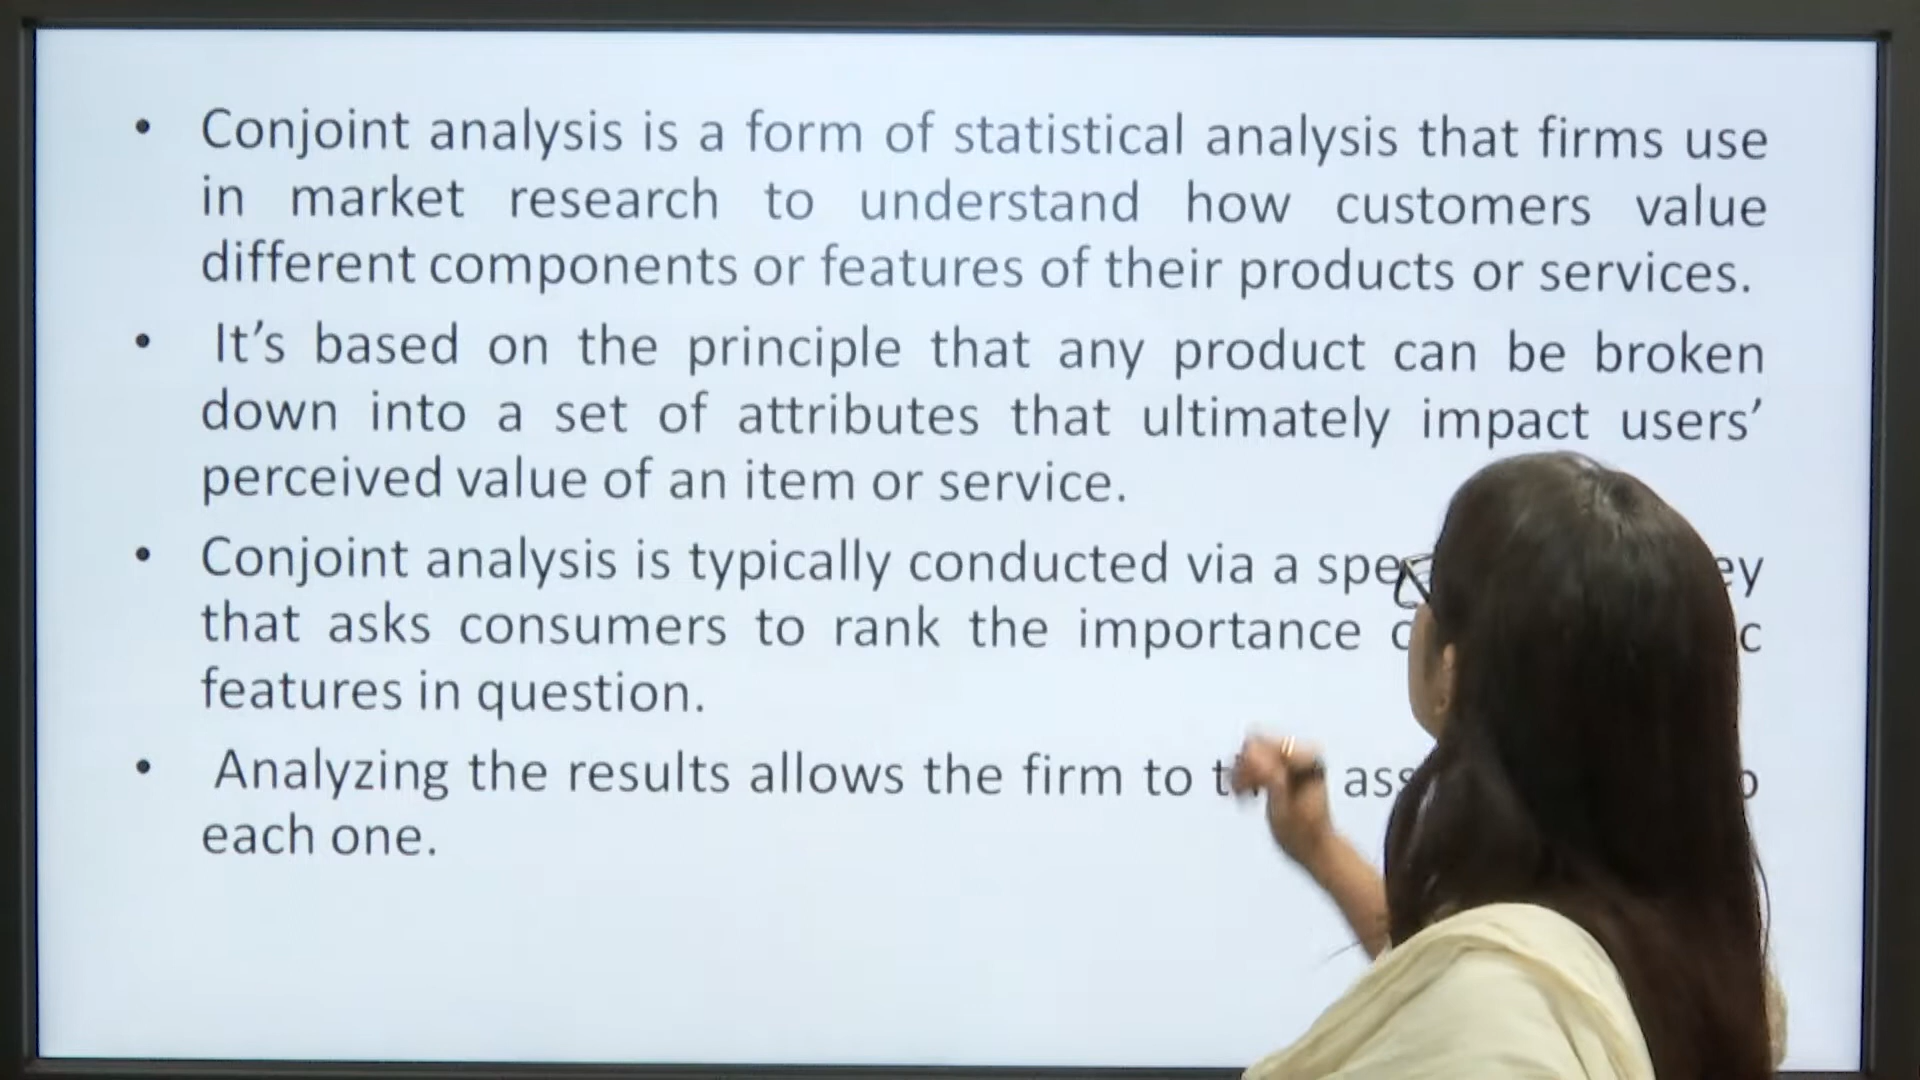 • Conjoint analysis is a form of statistical analysis that firms use
in market research to understand how customers value
different components or features of their products or services.
• It’s based on the principle that any product can be broken
down into a set of attributes that ultimately impact users’
perceived value of an item or service.
• Conjoint analysis is typically conducted via a
that asks consumers to rank the importance
features in question.
• Analyzing the results allows the firm to
each one.